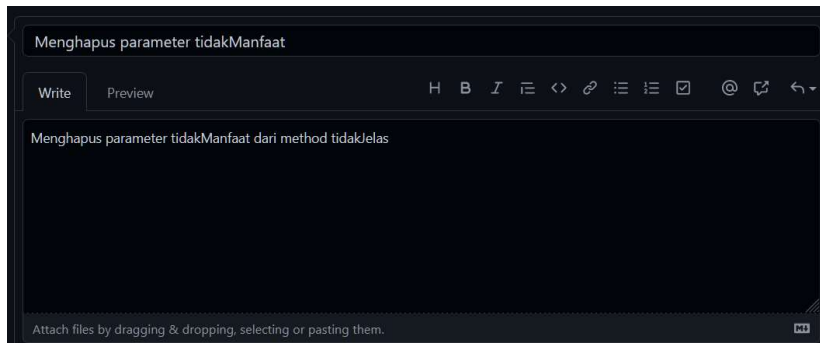 Menghapus parameter tidakManfaat
Write Preview H B I <> @
Menghapus parameter tidakManfaat dari method tidakJelas
Attach files by dragging & dropping, selecting or pasting them. M↓